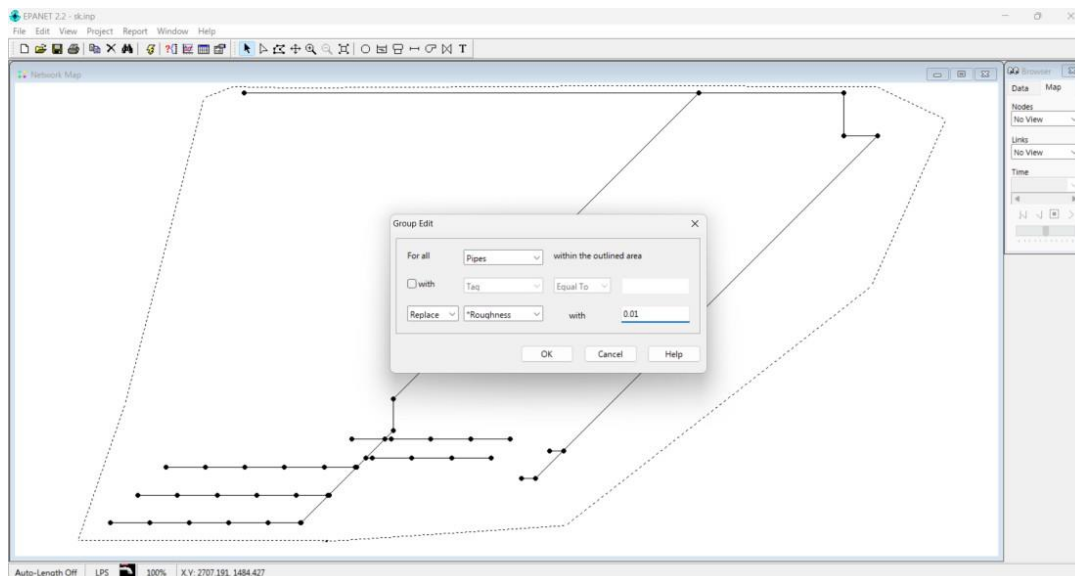 EPANET 2.2 - sk.inp
File Edit View Project Report Window Help
T
Network Map
Browser
Data Map
Nodes
No View
Links
No View
Time
Group Edit
For all Pipes within the outlined area
with Taq Equal To
Replace *Roughness with 0.01
OK Cancel Help
Auto-Length Off LPS 100% X,Y: 2707.191, 1484.427